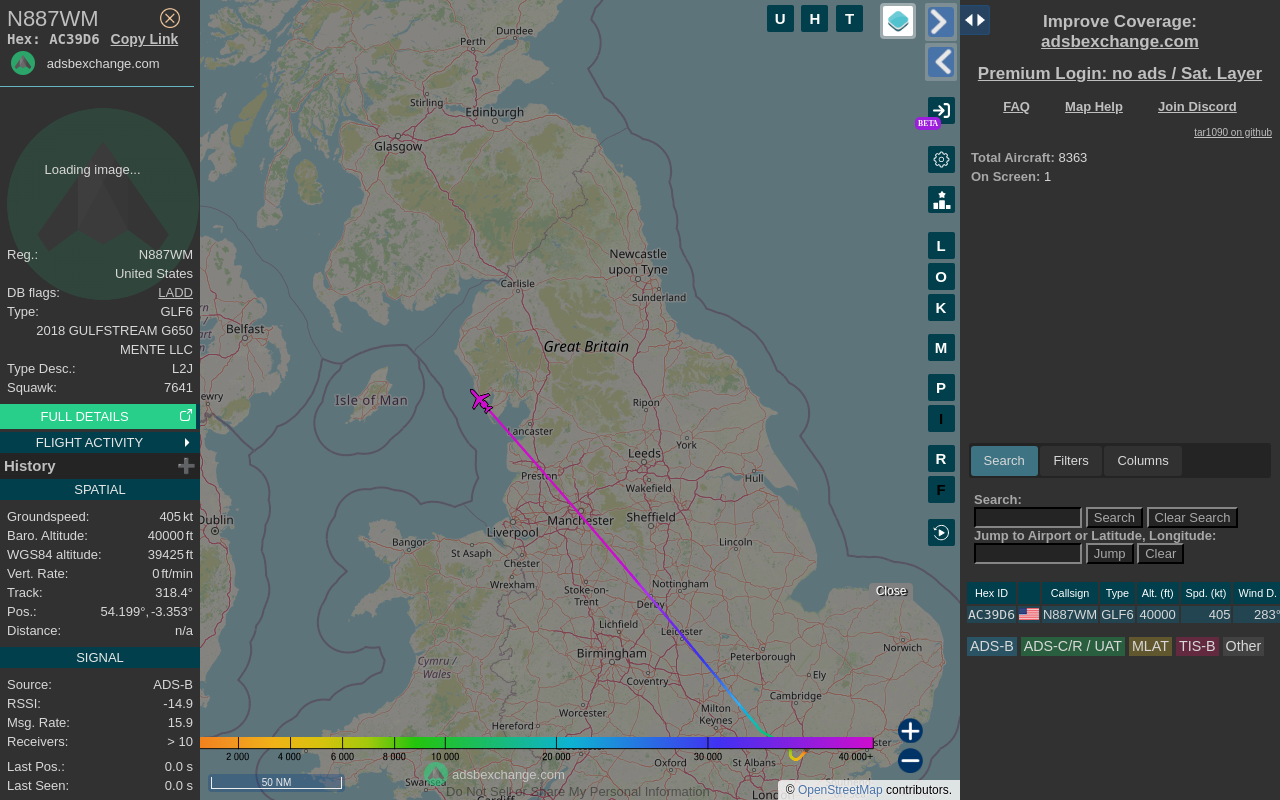 N887WM
Hex: AC39D6 Copy Link
adsbexchange.com
Loading image...
Reg.: N887WM
United States
DB flags: LADD
Type: GLF6
2018 GULFSTREAM G650
MENTE LLC
Type Desc.: L2J
Squawk: 7641
FULL DETAILS
FLIGHT ACTIVITY
History
SPATIAL
Groundspeed: 405 kt
Baro. Altitude: 40000 ft
WGS84 altitude: 39425 ft
Vert. Rate: 0 ft/min
Track: 318.4°
Pos.: 54.199°, -3.353°
Distance: n/a
SIGNAL
Source: ADS-B
RSSI: -14.9
Msg. Rate: 15.9
Receivers: > 10
Last Pos.: 0.0 s
Last Seen: 0.0 s
U H T
BETA
L
O
K
M
P
I
R
F
Dundee
Perth
Stirling
Edinburgh
Glasgow
Newcastle
upon Tyne
Carlisle
Sunderland
Belfast
Great Britain
Isle of Man
Ripon
Lancaster
York
Leeds
Preston
Hull
Wakefield
Manchester
Sheffield
Dublin
Liverpool
Bangor
Lincoln
St Asaph
Chester
Wrexham
Stoke-on-
Trent
Nottingham
Derby
Close
Lichfield
Leicester
Norwich
Birmingham
Peterborough
Cymru /
Wales
Ely
Coventry
Cambridge
Milton
Keynes
Worcester
Hereford
2 000 4 000 6 000 8 000 10 000 20 000 30 000 40 000+
Oxford
St Albans
adsbexchange.com
50 NM
Do Not Sell or Share My Personal Information
© OpenStreetMap contributors.
Improve Coverage:
adsbexchange.com
Premium Login: no ads / Sat. Layer
FAQ Map Help Join Discord
tar1090 on github
Total Aircraft: 8363
On Screen: 1
Search Filters Columns
Search:
Search Clear Search
Jump to Airport or Latitude, Longitude:
Jump Clear
Hex ID Callsign Type Alt. (ft) Spd. (kt) Wind D.
AC39D6 N887WM GLF6 40000 405 283°
ADS-B ADS-C/R / UAT MLAT TIS-B Other